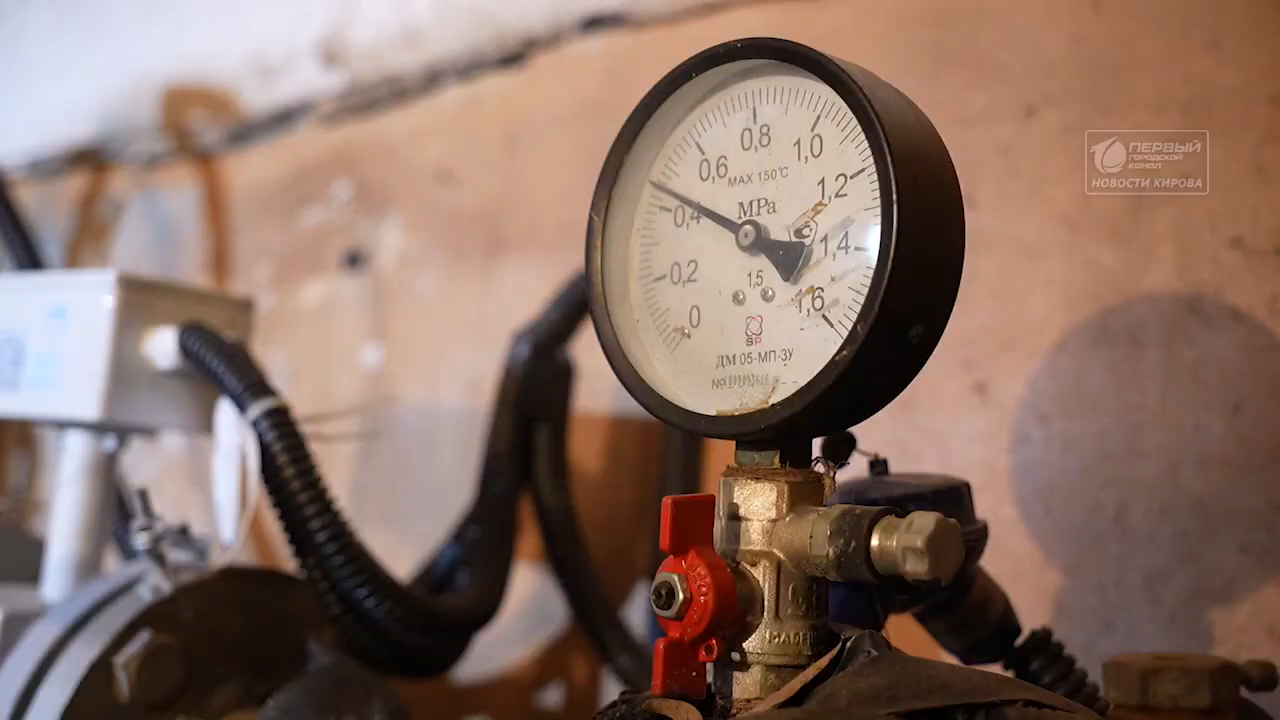 ПЕРВЫЙ
ГОРОДСКОЙ
КАНАЛ
НОВОСТИ КИРОВА
0,8
1,0
0,6
MAX 150°C
1,2
MPa
0,4
1,4
0,2
1,5
1,6
0
SP
ДМ 05-МП-3У